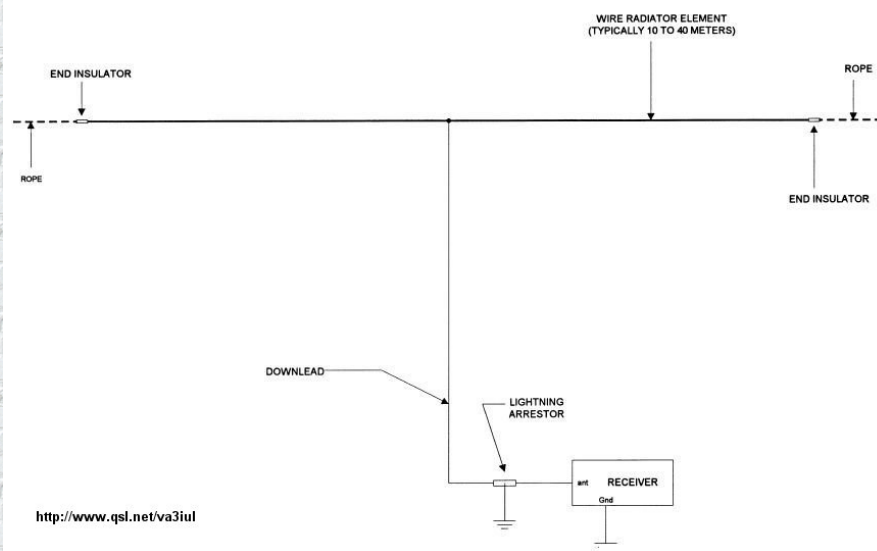 WIRE RADIATOR ELEMENT
(TYPICALLY 10 TO 40 METERS)
END INSULATOR
ROPE
ROPE
END INSULATOR
DOWNLEAD
LIGHTNING
ARRESTOR
ant RECEIVER
Gnd
http://www.qsl.net/va3iul